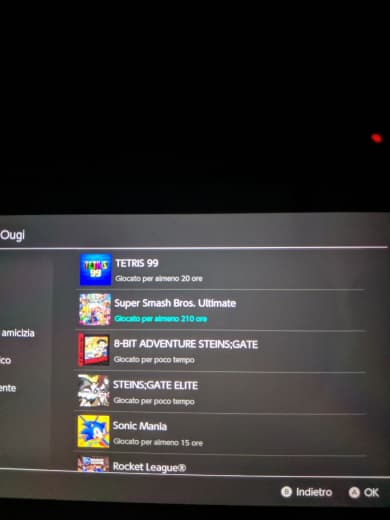 Ougi
TETRIS 99
Giocato per almeno 20 ore
Super Smash Bros. Ultimate
Giocato per almeno 210 ore
amicizia
8-BIT ADVENTURE STEINS;GATE
Giocato per poco tempo
ico
STEINS;GATE ELITE
ente
Giocato per poco tempo
Sonic Mania
Giocato per almeno 15 ore
Rocket League®
B Indietro
A OK